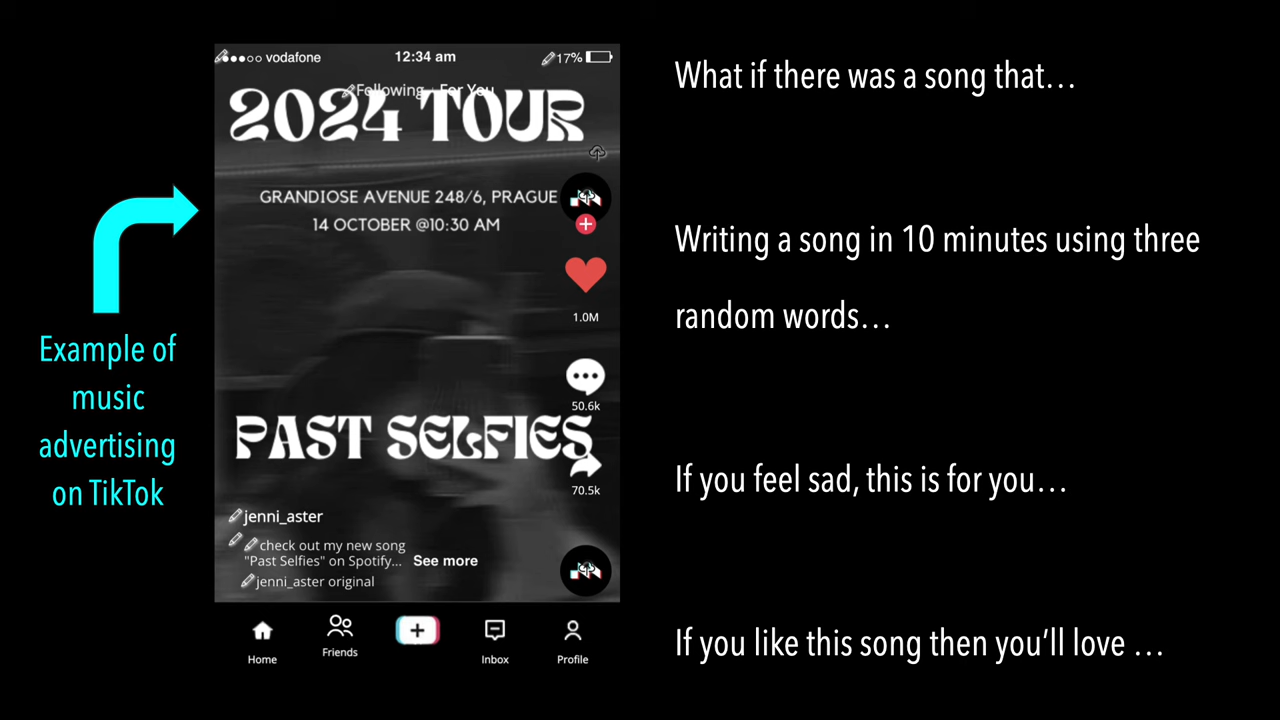 Example of
music
advertising
on TikTok
vodafone
12:34 am
17%
Following For You
2024 TOUR
GRANDIOSE AVENUE 248/6, PRAGUE
14 OCTOBER @10:30 AM
1.0M
50.6k
PAST SELFIES
70.5k
jenni_aster
check out my new song
"Past Selfies" on Spotify... See more
jenni_aster original
Home
Friends
Inbox
Profile
What if there was a song that…
Writing a song in 10 minutes using three
random words…
If you feel sad, this is for you…
If you like this song then you’ll love …